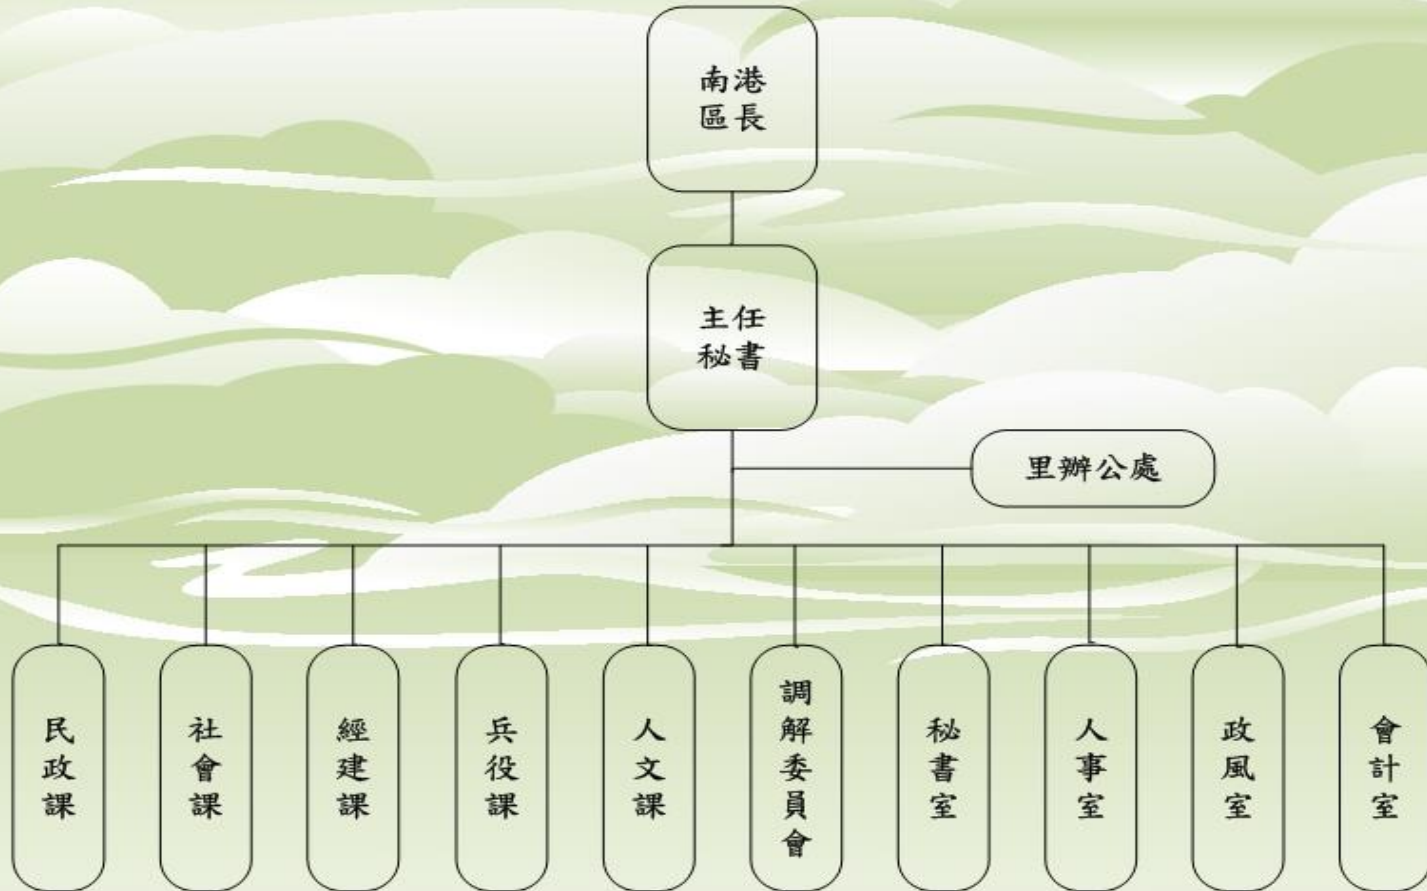 南港
區長
主任
秘書
里辦公處
民政課
社會課
經建課
兵役課
人文課
調解委員會
秘書室
人事室
政風室
會計室